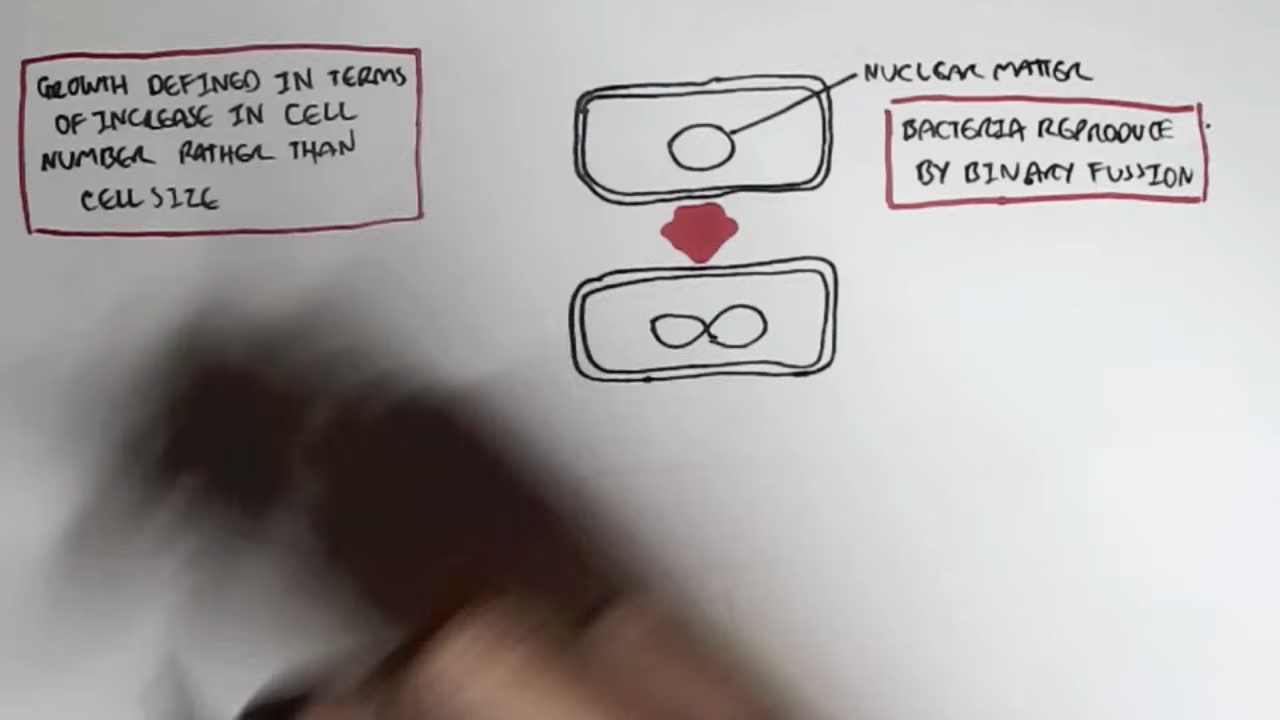 GROWTH DEFINED IN TERMS
OF INCREASE IN CELL
NUMBER RATHER THAN
CELL SIZE
NUCLEAR MATTER
BACTERIA REPRODUCE
BY BINARY FUSSION